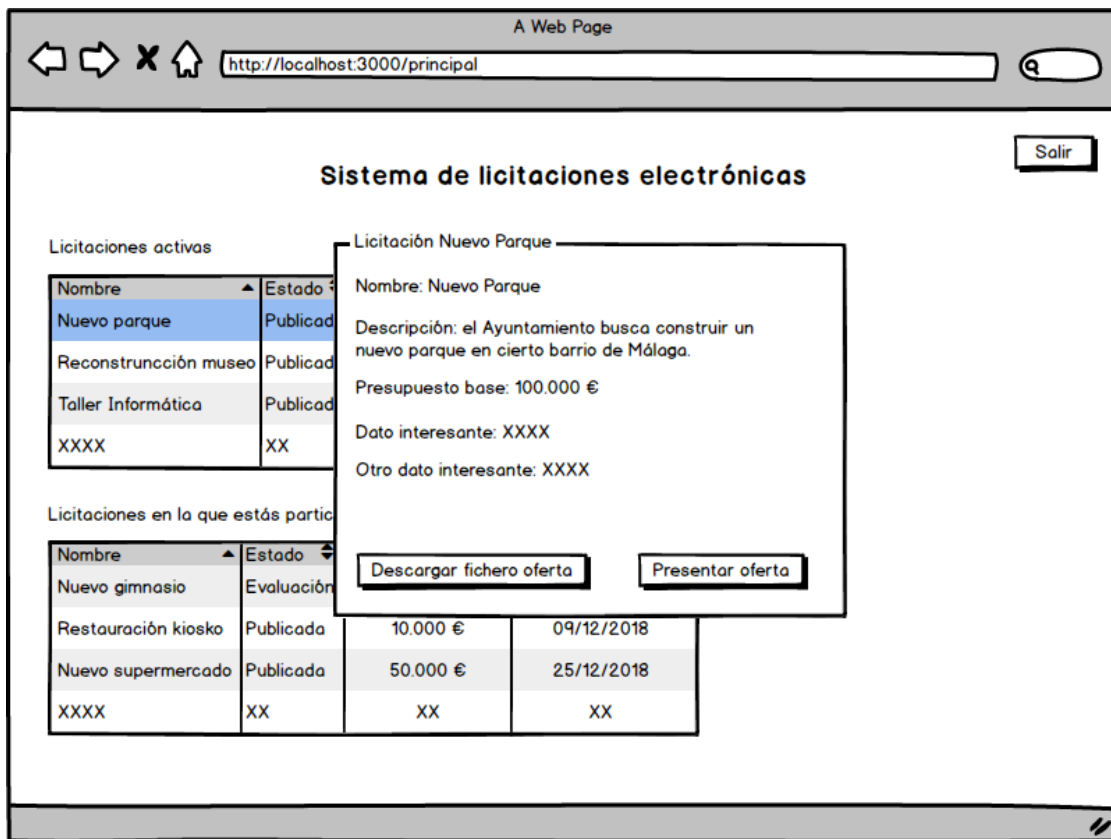 A Web Page
http://localhost:3000/principal
Salir
Sistema de licitaciones electrónicas
Licitaciones activas
Nombre Estado
Nuevo parque Publicad
Reconstruncción museo Publicad
Taller Informática Publicad
XXXX XX
Licitación Nuevo Parque
Nombre: Nuevo Parque
Descripción: el Ayuntamiento busca construir un
nuevo parque en cierto barrio de Málaga.
Presupuesto base: 100.000 €
Dato interesante: XXXX
Otro dato interesante: XXXX
Descargar fichero oferta Presentar oferta
Licitaciones en la que estás partic
Nombre Estado
Nuevo gimnasio Evaluación
Restauración kiosko Publicada 10.000 € 09/12/2018
Nuevo supermercado Publicada 50.000 € 25/12/2018
XXXX XX XX XX